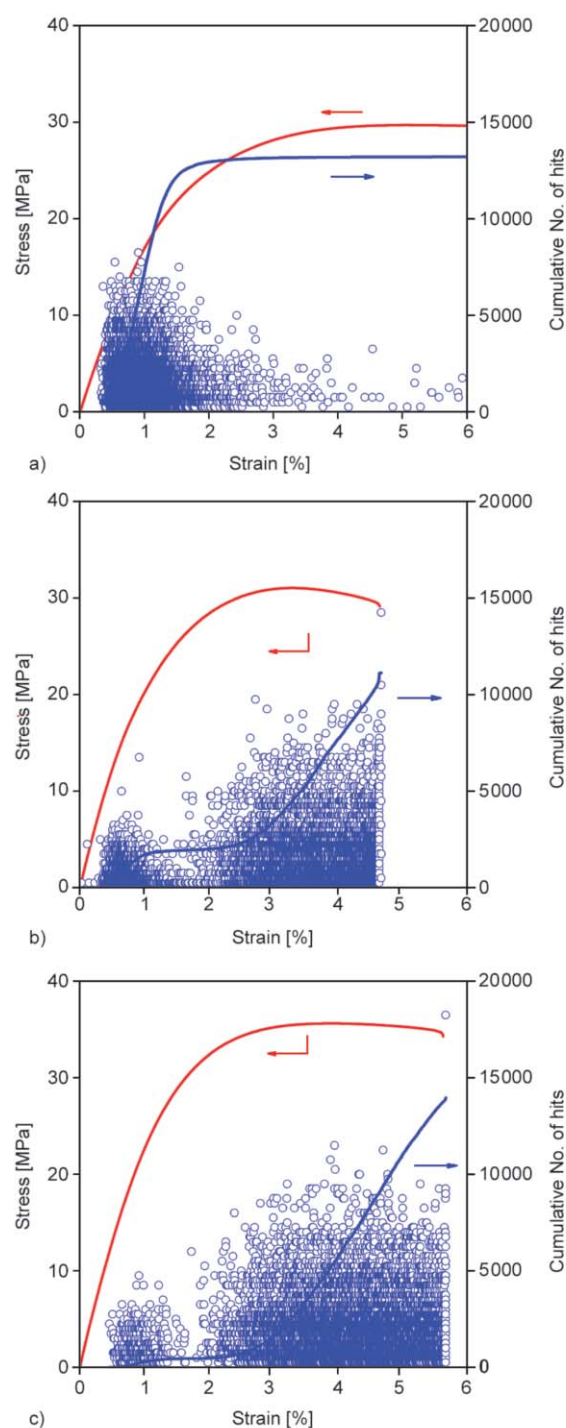 40
30
20
10
0
Stress [MPa]
20000
15000
10000
5000
0
Cumulative No. of hits
0 1 2 3 4 5 6
a) Strain [%]
40
30
20
10
0
Stress [MPa]
20000
15000
10000
5000
0
Cumulative No. of hits
0 1 2 3 4 5 6
b) Strain [%]
40
30
20
10
0
Stress [MPa]
20000
15000
10000
5000
0
Cumulative No. of hits
0 1 2 3 4 5 6
c) Strain [%]